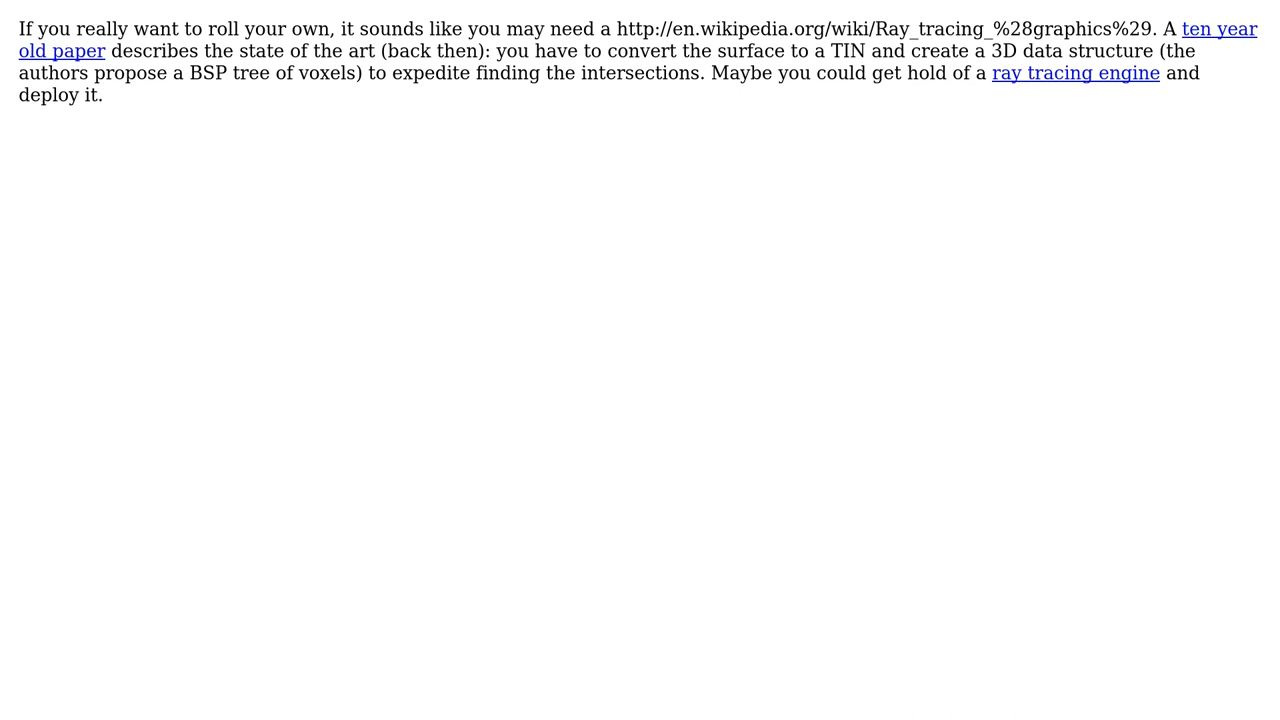 If you really want to roll your own, it sounds like you may need a http://en.wikipedia.org/wiki/Ray_tracing_%28graphics%29. A ten year
old paper describes the state of the art (back then): you have to convert the surface to a TIN and create a 3D data structure (the
authors propose a BSP tree of voxels) to expedite finding the intersections. Maybe you could get hold of a ray tracing engine and
deploy it.